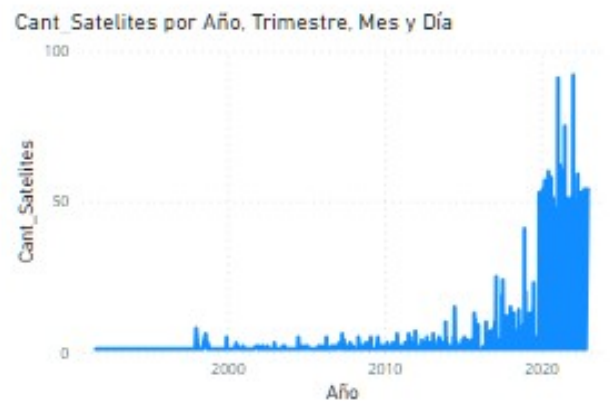 Cant_Satelites por Año, Trimestre, Mes y Día
100
50
0
Cant_Satelites
2000
2010
2020
Año